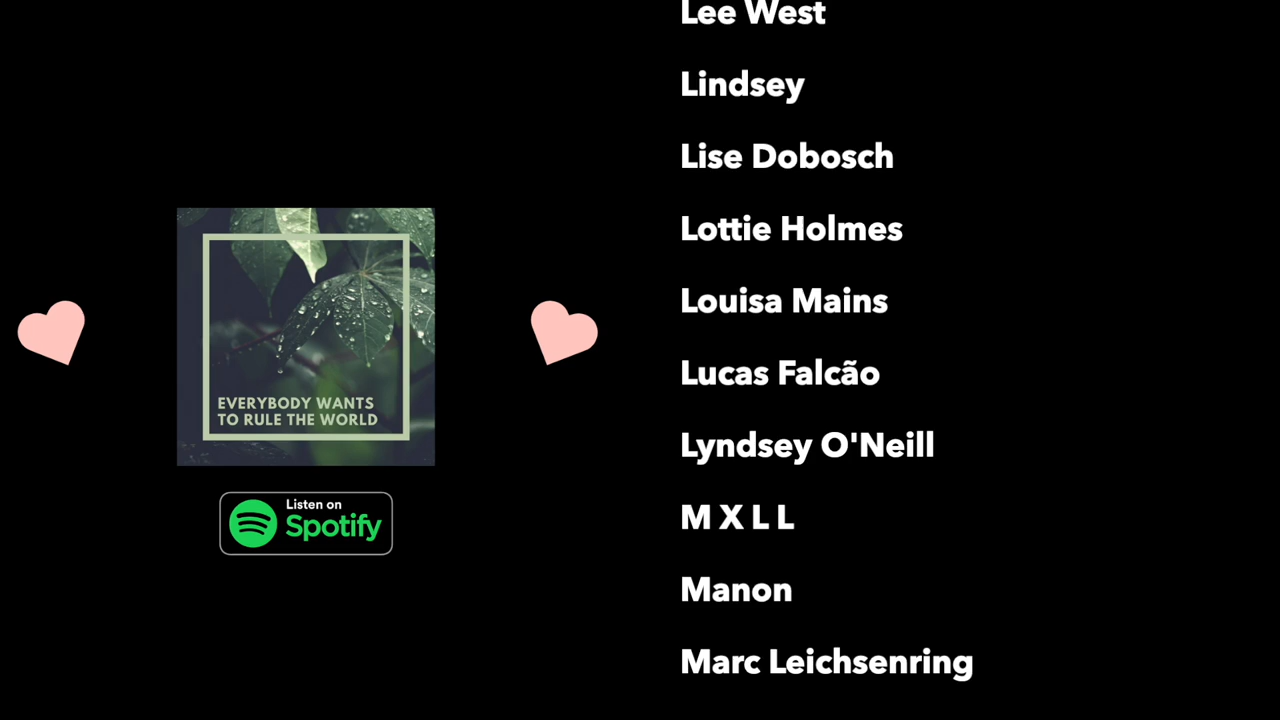 EVERYBODY WANTS
TO RULE THE WORLD
Listen on
Spotify
Lee West
Lindsey
Lise Dobosch
Lottie Holmes
Louisa Mains
Lucas Falcão
Lyndsey O'Neill
M X L L
Manon
Marc Leichsenring